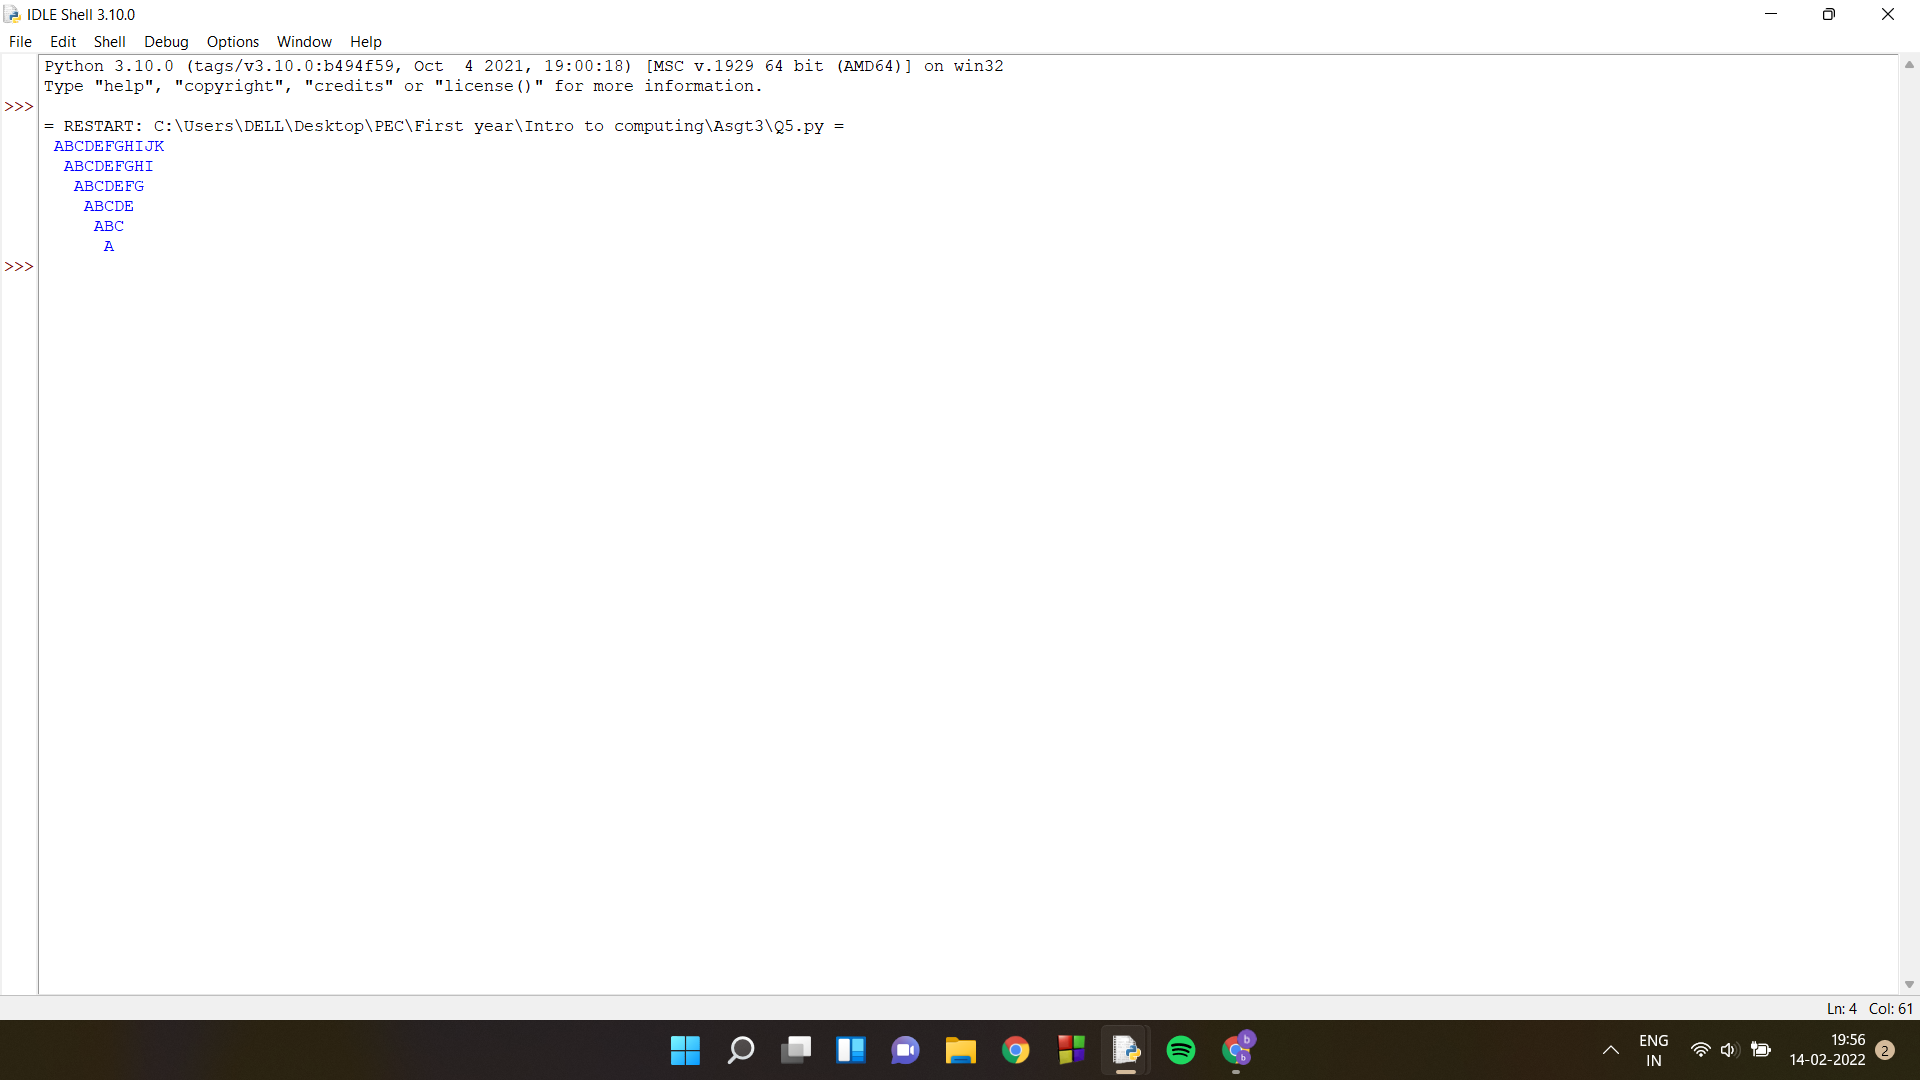 IDLE Shell 3.10.0
File Edit Shell Debug Options Window Help
Python 3.10.0 (tags/v3.10.0:b494f59, Oct  4 2021, 19:00:18) [MSC v.1929 64 bit (AMD64)] on win32
Type "help", "copyright", "credits" or "license()" for more information.
>>>
= RESTART: C:\Users\DELL\Desktop\PEC\First year\Intro to computing\Asgt3\Q5.py =
 ABCDEFGHIJK
  ABCDEFGHI
   ABCDEFG
    ABCDE
     ABC
      A
>>>
Ln: 4 Col: 61
b
b
ENG
IN
19:56
14-02-2022
2